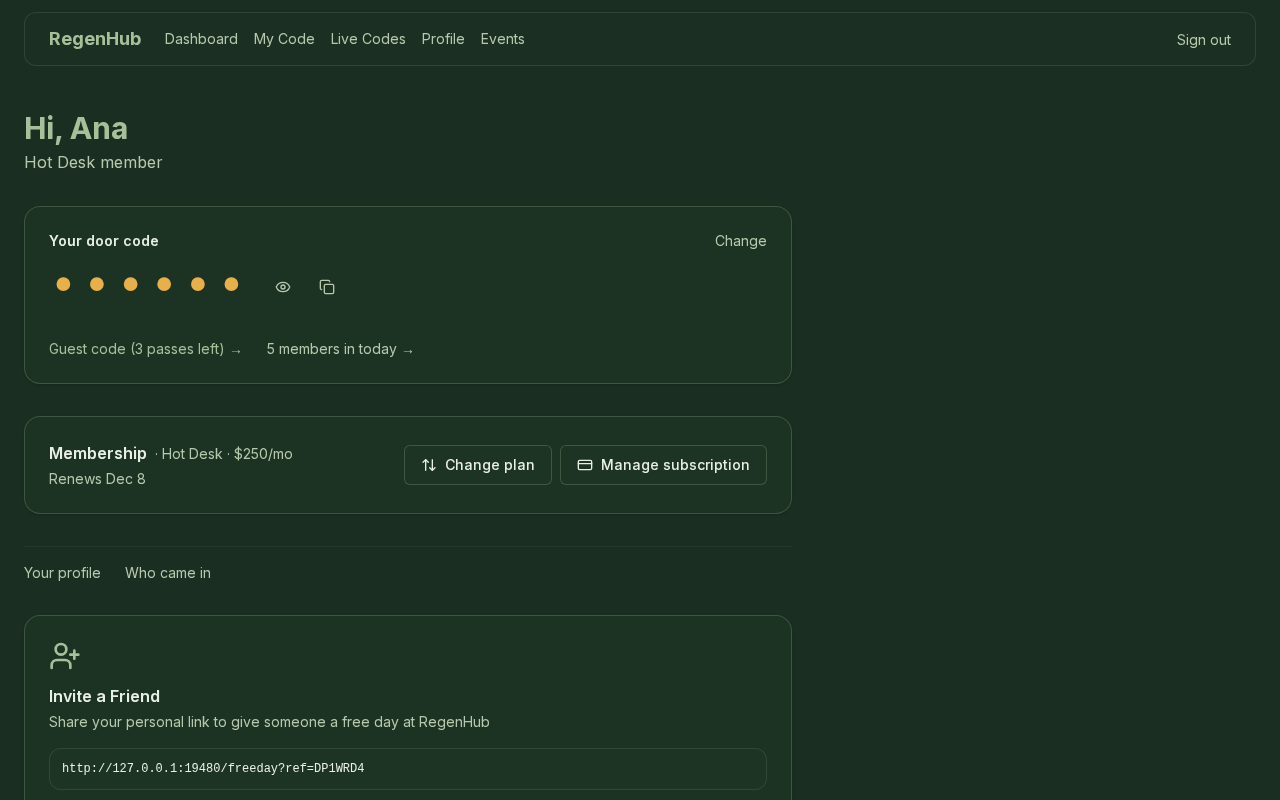 RegenHub Dashboard My Code Live Codes Profile Events Sign out
Hi, Ana
Hot Desk member
Your door code Change
● ● ● ● ● ●
Guest code (3 passes left) → 5 members in today →
Membership · Hot Desk · $250/mo
Renews Dec 8
Change plan Manage subscription
Your profile Who came in
Invite a Friend
Share your personal link to give someone a free day at RegenHub
http://127.0.0.1:19480/freeday?ref=DP1WRD4